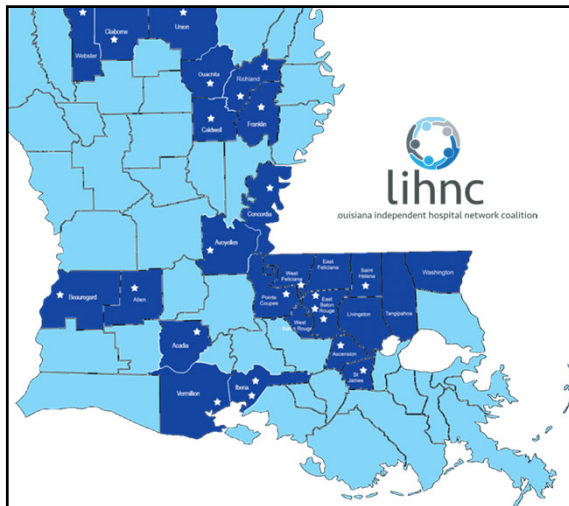 Claiborne
Union
Webster
Ouachita
Richland
Caldwell
Franklin
lihnc
ouisiana independent hospital network coalition
Concordia
Avoyelles
East
Feliciana
Saint
Helena
Washington
West
Feliciana
Beauregard
Allen
Pointe
Coupee
East
Baton
Rouge
Livingston
Tangipahoa
West
Baton Rouge
Acadia
Ascension
St
James
Vermillion
Iberia